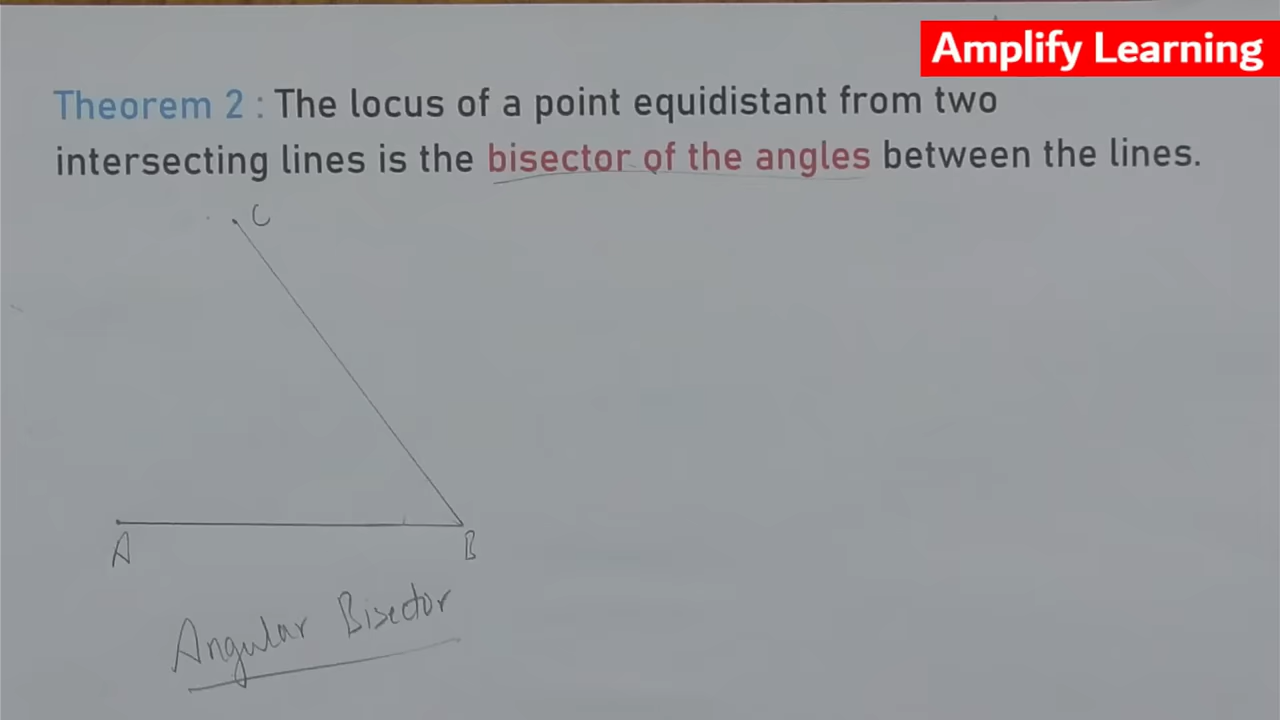 Amplify Learning
Theorem 2 : The locus of a point equidistant from two
intersecting lines is the bisector of the angles between the lines.
C
A
B
Angular Bisector